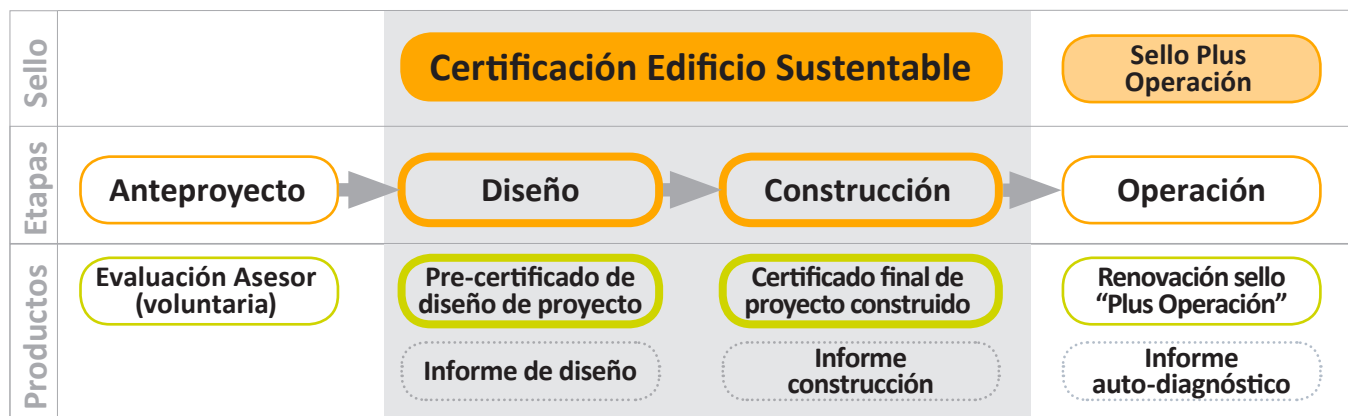 Sello
Certificación Edificio Sustentable
Sello Plus
Operación
Etapas
Anteproyecto
Diseño
Construcción
Operación
Productos
Evaluación Asesor
(voluntaria)
Pre-certificado de
diseño de proyecto
Certificado final de
proyecto construido
Renovación sello
“Plus Operación”
Informe de diseño
Informe
construcción
Informe
auto-diagnóstico